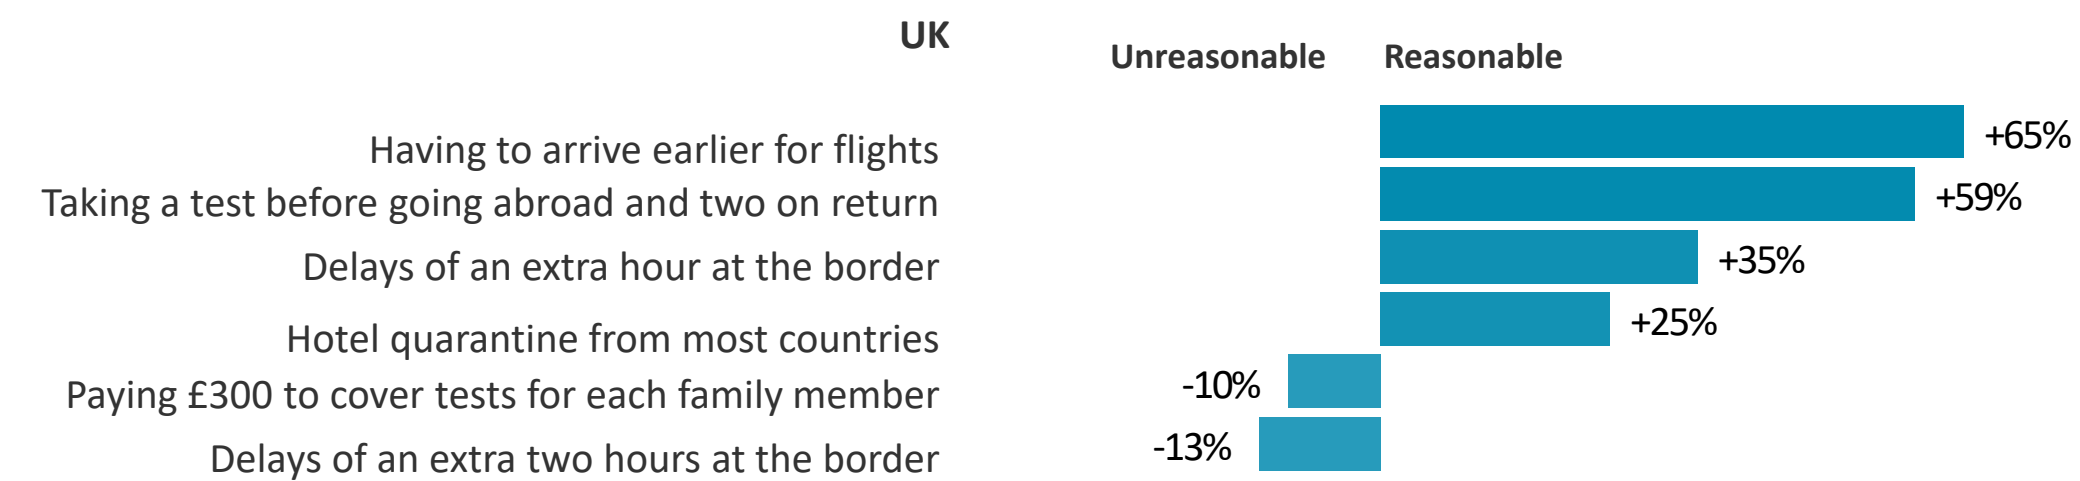 UK
Unreasonable Reasonable
Having to arrive earlier for flights +65%
Taking a test before going abroad and two on return +59%
Delays of an extra hour at the border +35%
Hotel quarantine from most countries +25%
Paying £300 to cover tests for each family member -10%
Delays of an extra two hours at the border -13%